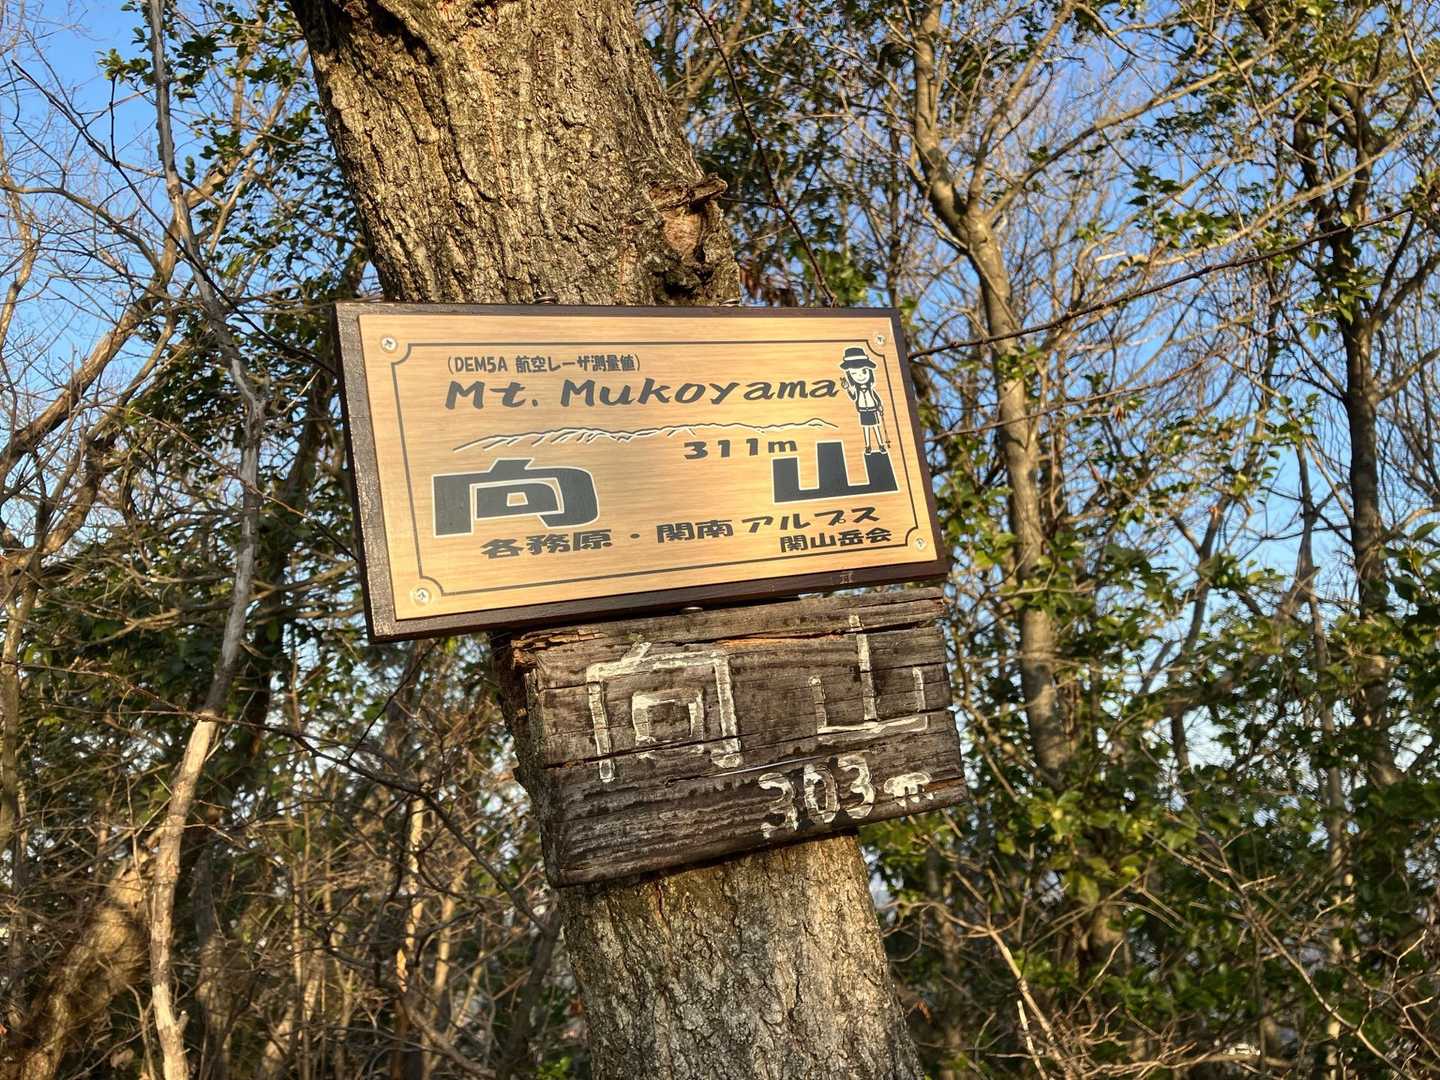 (DEM5A 航空レーザ測量値)
Mt. Mukoyama
311m
向山
各務原・関南アルプス
関山岳会
向山
303m